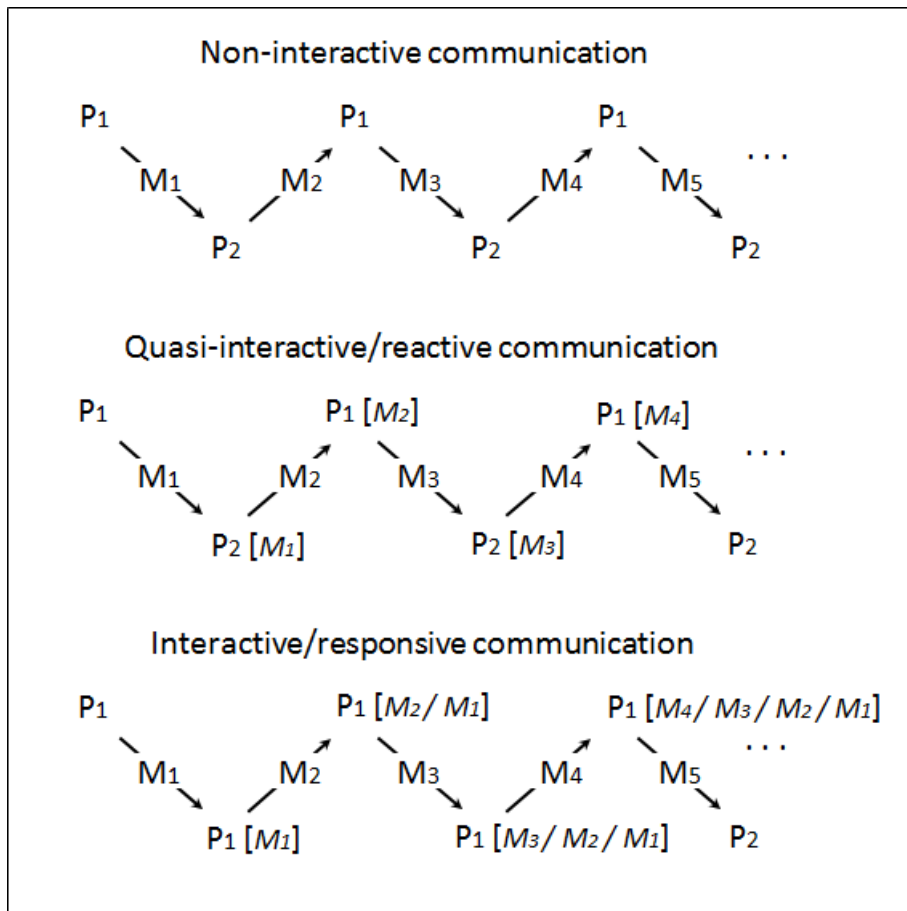 Non-interactive communication
P1 P1 P1
M1 M2 M3 M4 M5 . . .
P2 P2 P2
Quasi-interactive/reactive communication
P1 P1 [M2] P1 [M4]
. . .
M1 M2 M3 M4 M5
P2 [M1] P2 [M3] P2
Interactive/responsive communication
P1 P1 [M2/ M1] P1 [M4/ M3/ M2/ M1]
. . .
M1 M2 M3 M4 M5
P1 [M1] P1 [M3/ M2/ M1] P2